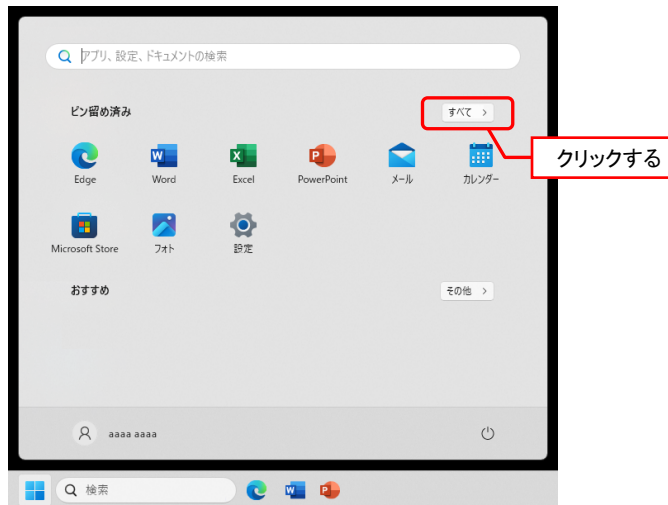 アプリ、設定、ドキュメントの検索
ピン留め済み
すべて >
クリックする
Edge
Word
Excel
PowerPoint
メール
カレンダー
Microsoft Store
フォト
設定
おすすめ
その他 >
aaaa aaaa
検索